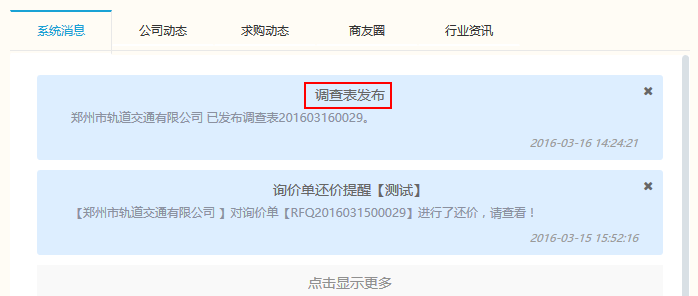 系统消息 公司动态 求购动态 商友圈 行业资讯
调查表发布
郑州市轨道交通有限公司 已发布调查表201603160029。
2016-03-16 14:24:21
询价单还价提醒【测试】
【郑州市轨道交通有限公司 】对询价单【RFQ2016031500029】进行了还价，请查看！
2016-03-15 15:52:16
点击显示更多